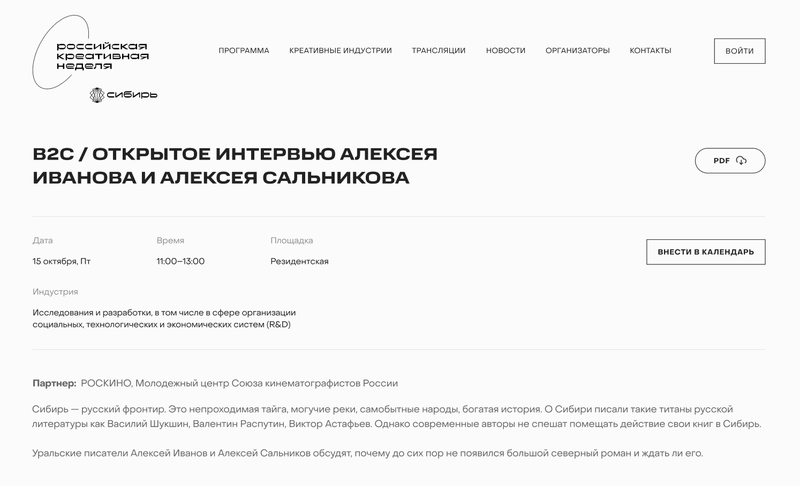 российская
креативная
неделя
сибирь
ПРОГРАММА КРЕАТИВНЫЕ ИНДУСТРИИ ТРАНСЛЯЦИИ НОВОСТИ ОРГАНИЗАТОРЫ КОНТАКТЫ ВОЙТИ
B2C / ОТКРЫТОЕ ИНТЕРВЬЮ АЛЕКСЕЯ
ИВАНОВА И АЛЕКСЕЯ САЛЬНИКОВА
PDF
Дата Время Площадка
15 октября, Пт 11:00–13:00 Резидентская
ВНЕСТИ В КАЛЕНДАРЬ
Индустрия
Исследования и разработки, в том числе в сфере организации
социальных, технологических и экономических систем (R&D)
Партнер: РОСКИНО, Молодежный центр Союза кинематографистов России
Сибирь — русский фронтир. Это непроходимая тайга, могучие реки, самобытные народы, богатая история. О Сибири писали такие титаны русской
литературы как Василий Шукшин, Валентин Распутин, Виктор Астафьев. Однако современные авторы не спешат помещать действие свои книг в Сибирь.
Уральские писатели Алексей Иванов и Алексей Сальников обсудят, почему до сих пор не появился большой северный роман и ждать ли его.